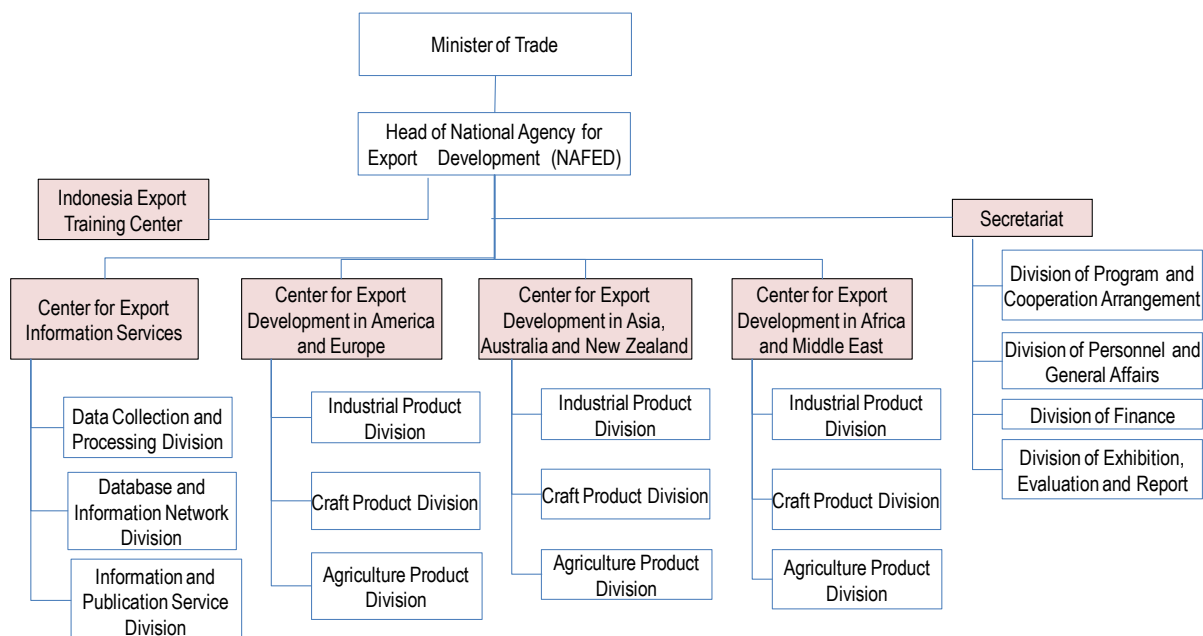 Minister of Trade
Head of National Agency for
Export Development (NAFED)
Indonesia Export
Training Center
Secretariat
Division of Program and
Cooperation Arrangement
Division of Personnel and
General Affairs
Division of Finance
Division of Exhibition,
Evaluation and Report
Center for Export
Information Services
Data Collection and
Processing Division
Database and
Information Network
Division
Information and
Publication Service
Division
Center for Export
Development in America
and Europe
Industrial Product
Division
Craft Product Division
Agriculture Product
Division
Center for Export
Development in Asia,
Australia and New Zealand
Industrial Product
Division
Craft Product Division
Agriculture Product
Division
Center for Export
Development in Africa
and Middle East
Industrial Product
Division
Craft Product Division
Agriculture Product
Division